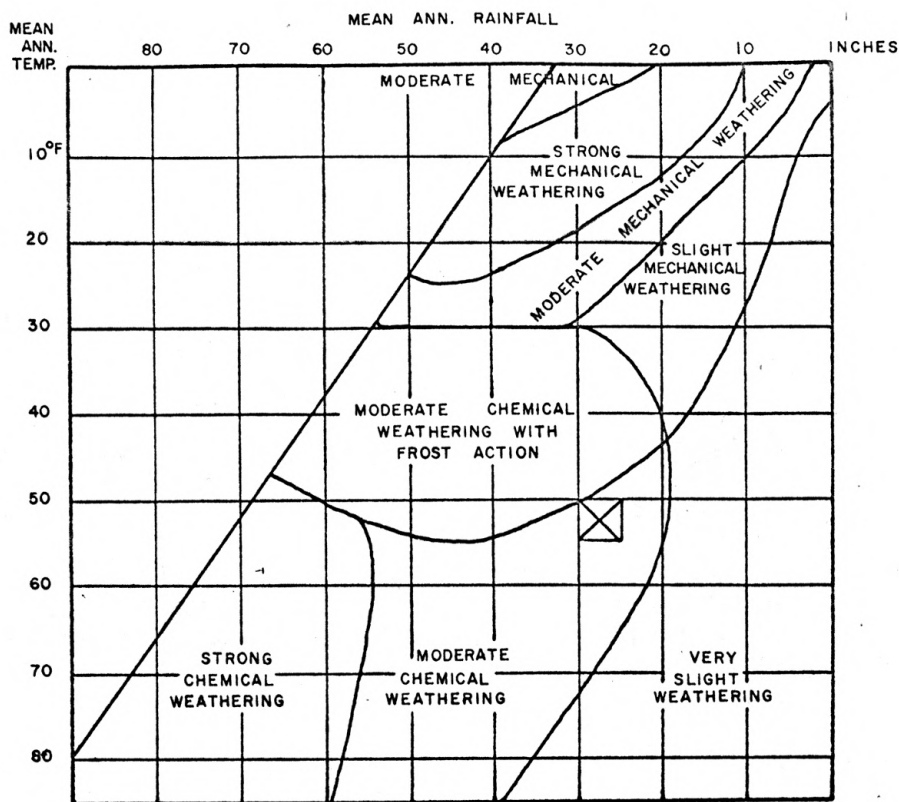 MEAN ANN. RAINFALL
MEAN
ANN.
TEMP.
80 70 60 50 40 30 20 10 INCHES
MODERATE MECHANICAL
10°F
STRONG
MECHANICAL
WEATHERING
MODERATE MECHANICAL WEATHERING
20
SLIGHT
MECHANICAL
WEATHERING
30
40
MODERATE CHEMICAL
WEATHERING WITH
FROST ACTION
50
60
70
STRONG
CHEMICAL
WEATHERING
MODERATE
CHEMICAL
WEATHERING
VERY
SLIGHT
WEATHERING
80